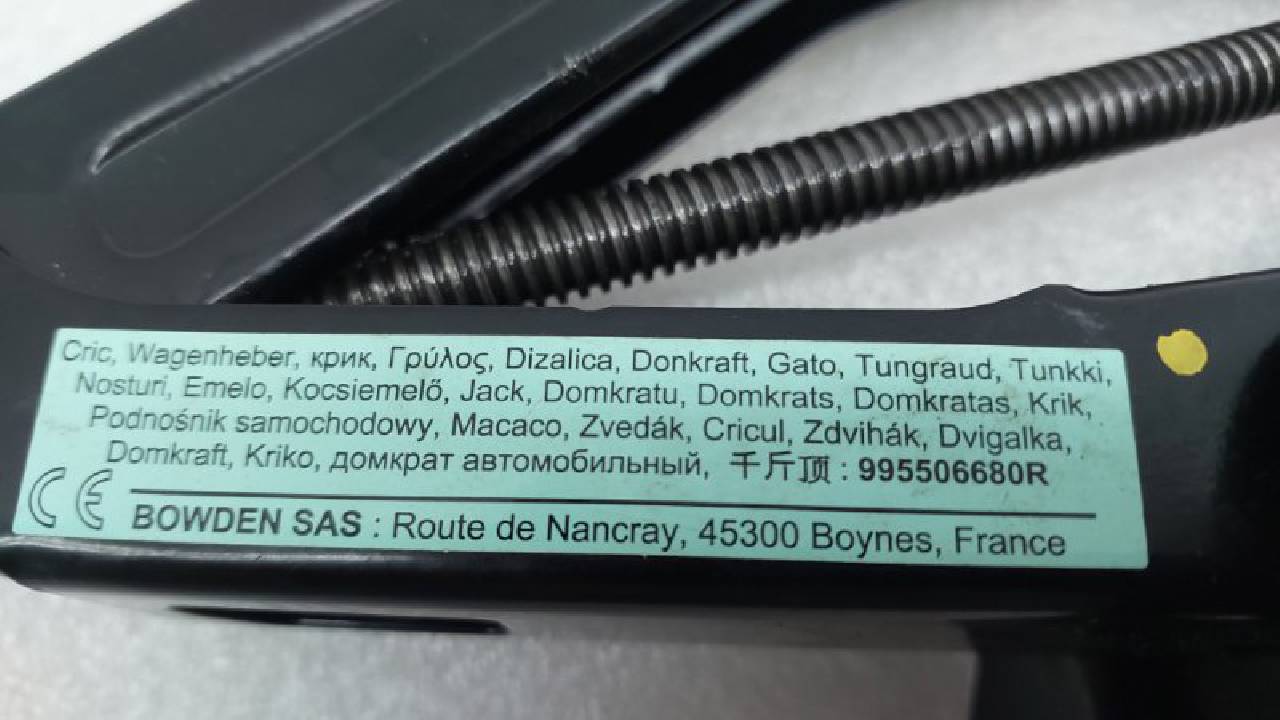 Cric, Wagenheber, крик, Γρύλος, Dizalica, Donkraft, Gato, Tungraud, Tunkki,
Nosturi, Emelo, Kocsiemelő, Jack, Domkratu, Domkrats, Domkratas, Krik,
Podnośnik samochodowy, Macaco, Zvedák, Cricul, Zdvihák, Dvigalka,
Domkraft, Kriko, домкрат автомобильный, 千斤顶 : 995506680R
CE BOWDEN SAS : Route de Nancray, 45300 Boynes, France